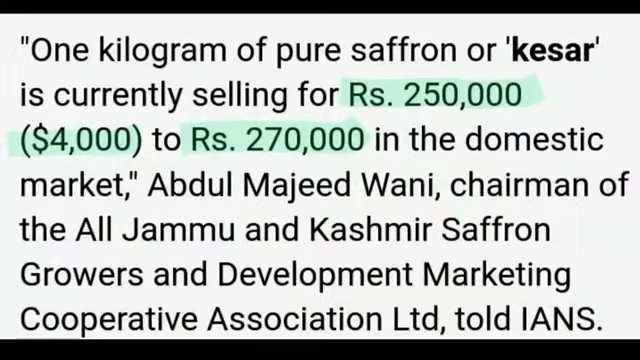 "One kilogram of pure saffron or 'kesar'
is currently selling for Rs. 250,000
($4,000) to Rs. 270,000 in the domestic
market," Abdul Majeed Wani, chairman of
the All Jammu and Kashmir Saffron
Growers and Development Marketing
Cooperative Association Ltd, told IANS.